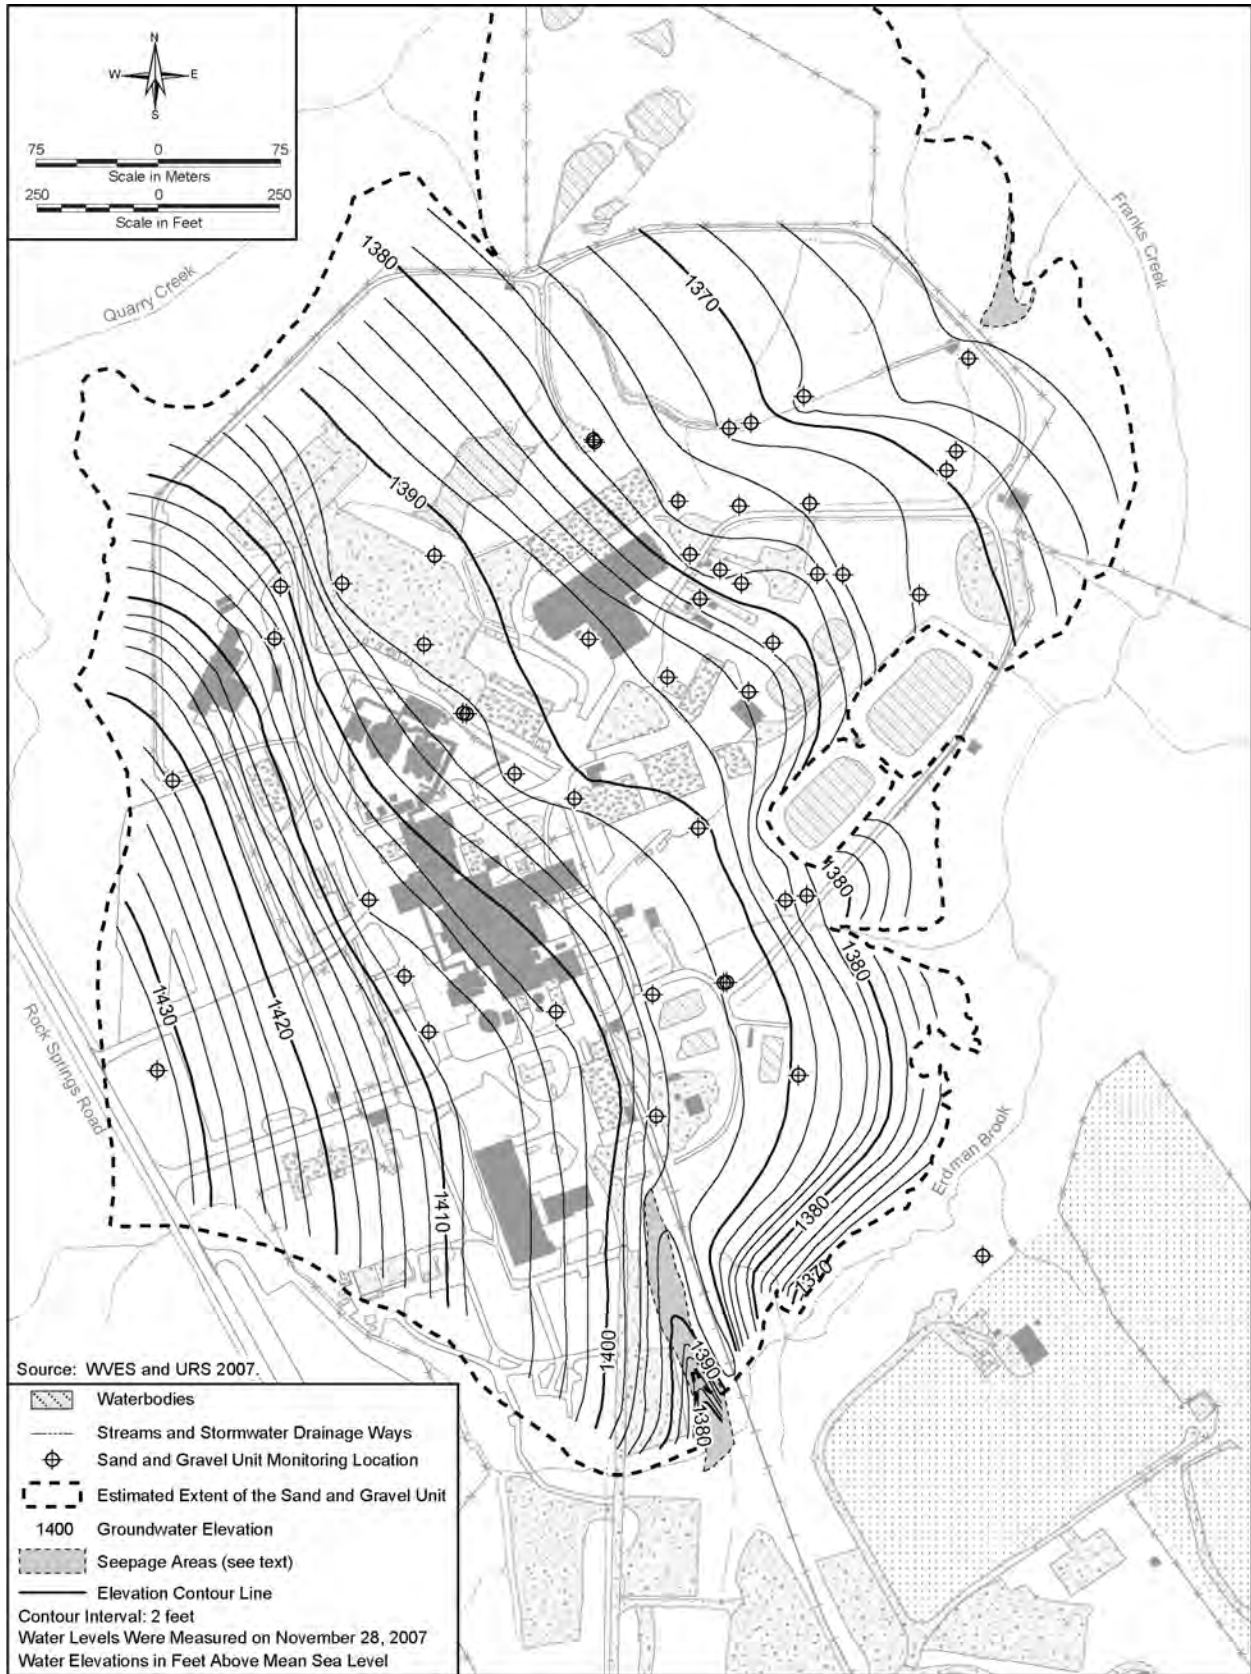 N
W E
S
75 0 75
Scale in Meters
250 0 250
Scale in Feet
Quarry Creek
Franks Creek
1380
1370
1390
1380
1380
1430
1420
Rock Springs Road
Erdman Brook
1410
1380
1370
1400
1390
1380
Source: WVES and URS 2007.
Waterbodies
Streams and Stormwater Drainage Ways
Sand and Gravel Unit Monitoring Location
Estimated Extent of the Sand and Gravel Unit
1400 Groundwater Elevation
Seepage Areas (see text)
Elevation Contour Line
Contour Interval: 2 feet
Water Levels Were Measured on November 28, 2007
Water Elevations in Feet Above Mean Sea Level